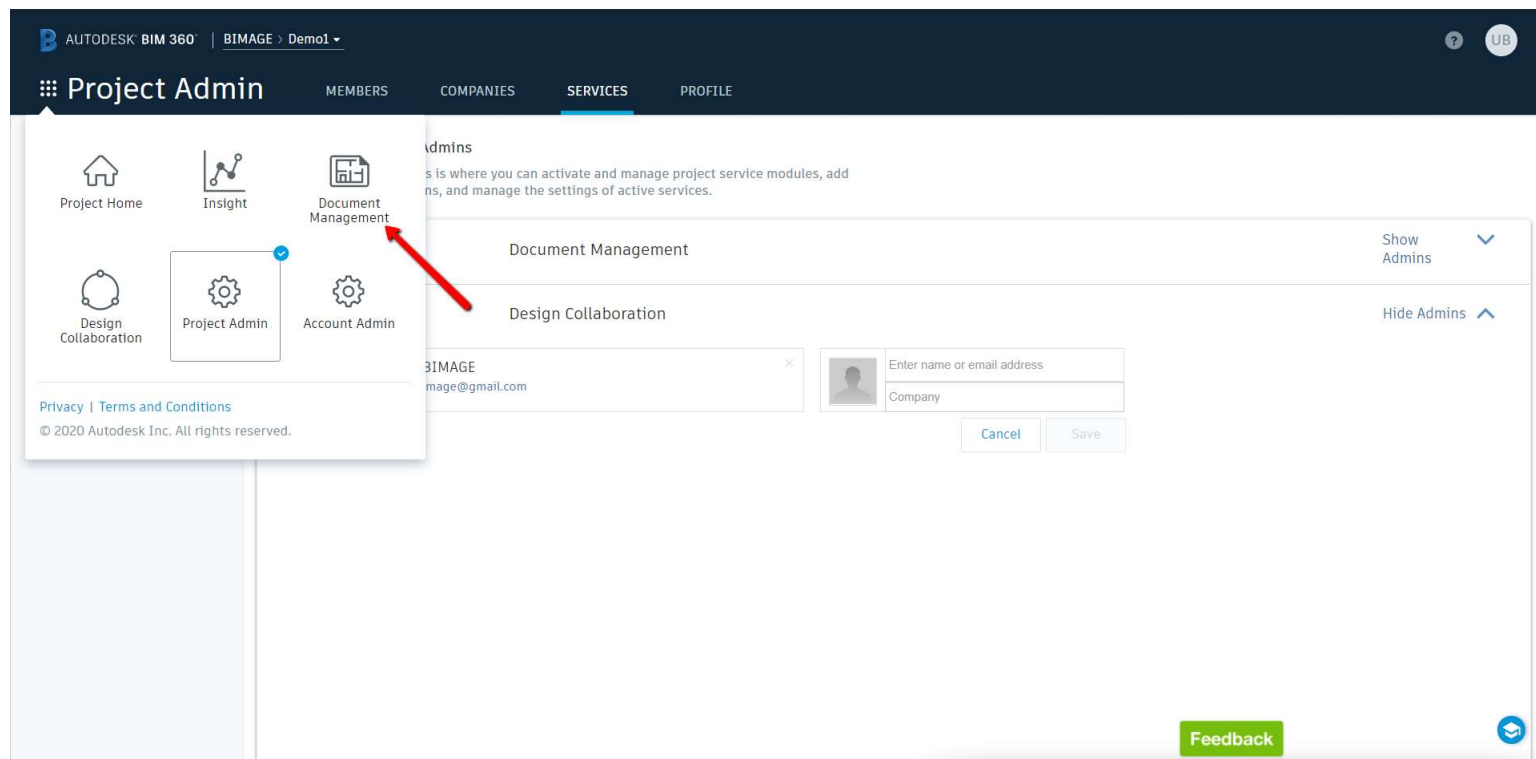 AUTODESK® BIM 360™ | BIMAGE > Demo1
? UB
Project Admin MEMBERS COMPANIES SERVICES PROFILE
Project Home Insight Document
Management
Design
Collaboration Project Admin Account Admin
Privacy | Terms and Conditions
© 2020 Autodesk Inc. All rights reserved.
Admins
s is where you can activate and manage project service modules, add
ns, and manage the settings of active services.
Document Management Show
Admins
Design Collaboration Hide Admins
BIMAGE
mage@gmail.com
Enter name or email address
Company
Cancel Save
Feedback